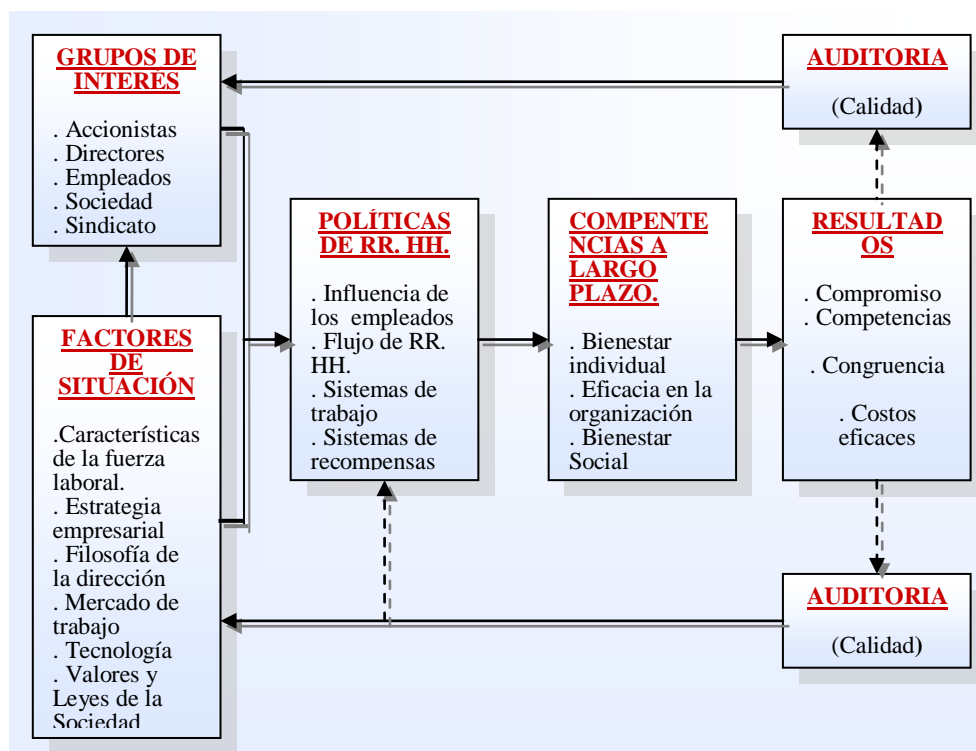 GRUPOS DE
INTERÉS
. Accionistas
. Directores
. Empleados
. Sociedad
. Sindicato
AUDITORIA
(Calidad)
POLÍTICAS
DE RR. HH.
. Influencia de
los empleados
. Flujo de RR.
HH.
. Sistemas de
trabajo
. Sistemas de
recompensas
COMPENTE
NCIAS A
LARGO
PLAZO.
. Bienestar
individual
. Eficacia en la
organización
. Bienestar
Social
RESULTAD
OS
. Compromiso
. Competencias
. Congruencia
. Costos
eficaces
FACTORES
DE
SITUACIÓN
.Característícas
de la fuerza
laboral.
. Estrategia
empresarial
. Filosofía de
la dirección
. Mercado de
trabajo
. Tecnología
. Valores y
Leyes de la
Sociedad
AUDITORIA
(Calidad)